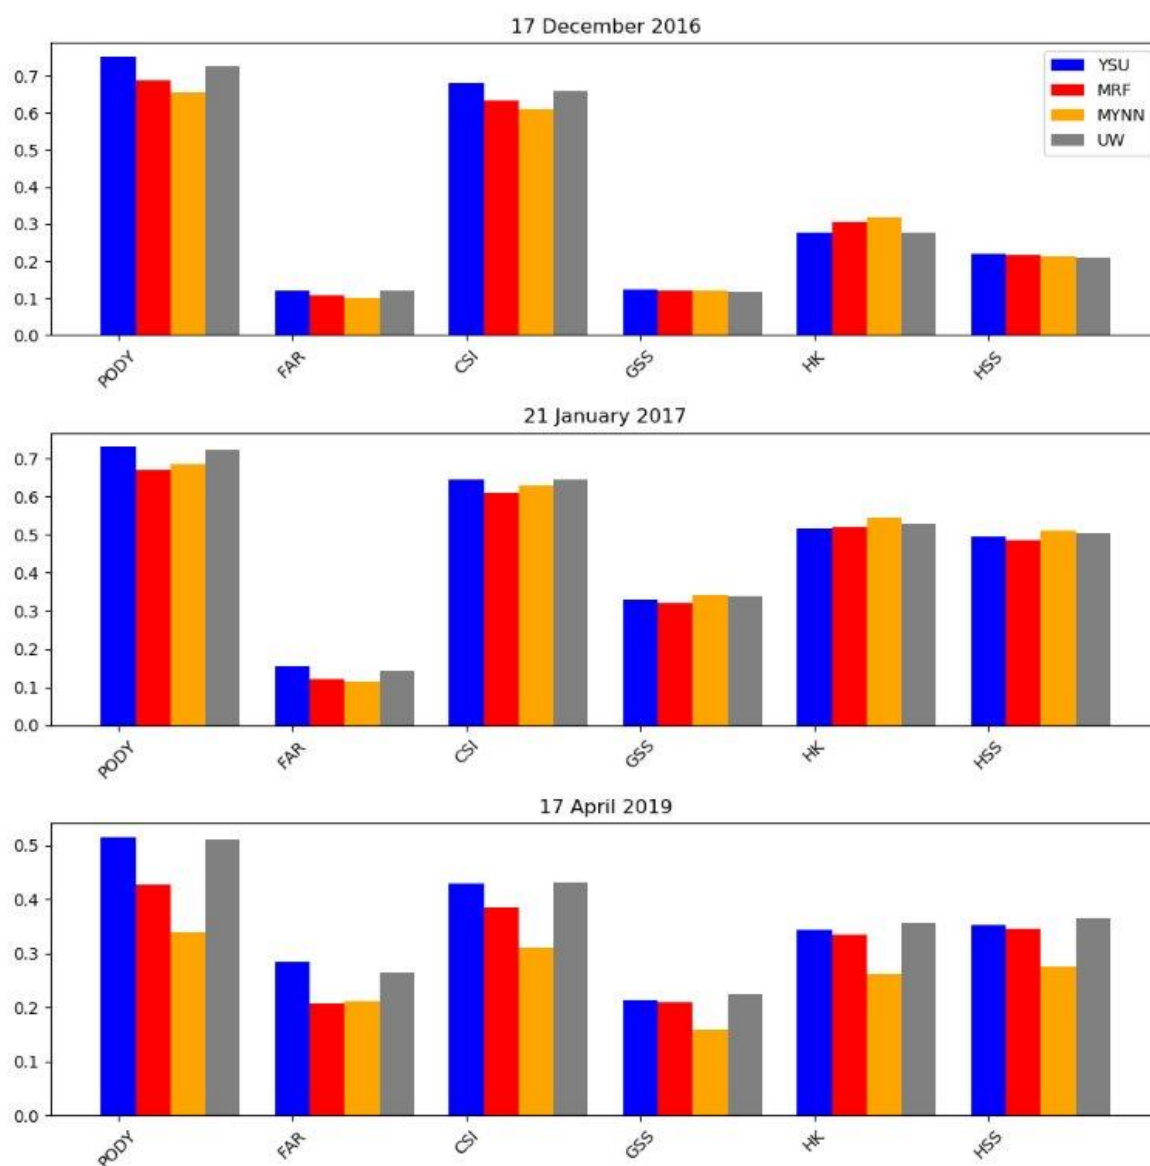 17 December 2016
0.7
0.6
0.5
0.4
0.3
0.2
0.1
0.0
YSU
MRF
MYNN
UW
PODY
FAR
CSI
GSS
HK
HSS
21 January 2017
0.7
0.6
0.5
0.4
0.3
0.2
0.1
0.0
PODY
FAR
CSI
GSS
HK
HSS
17 April 2019
0.5
0.4
0.3
0.2
0.1
0.0
PODY
FAR
CSI
GSS
HK
HSS